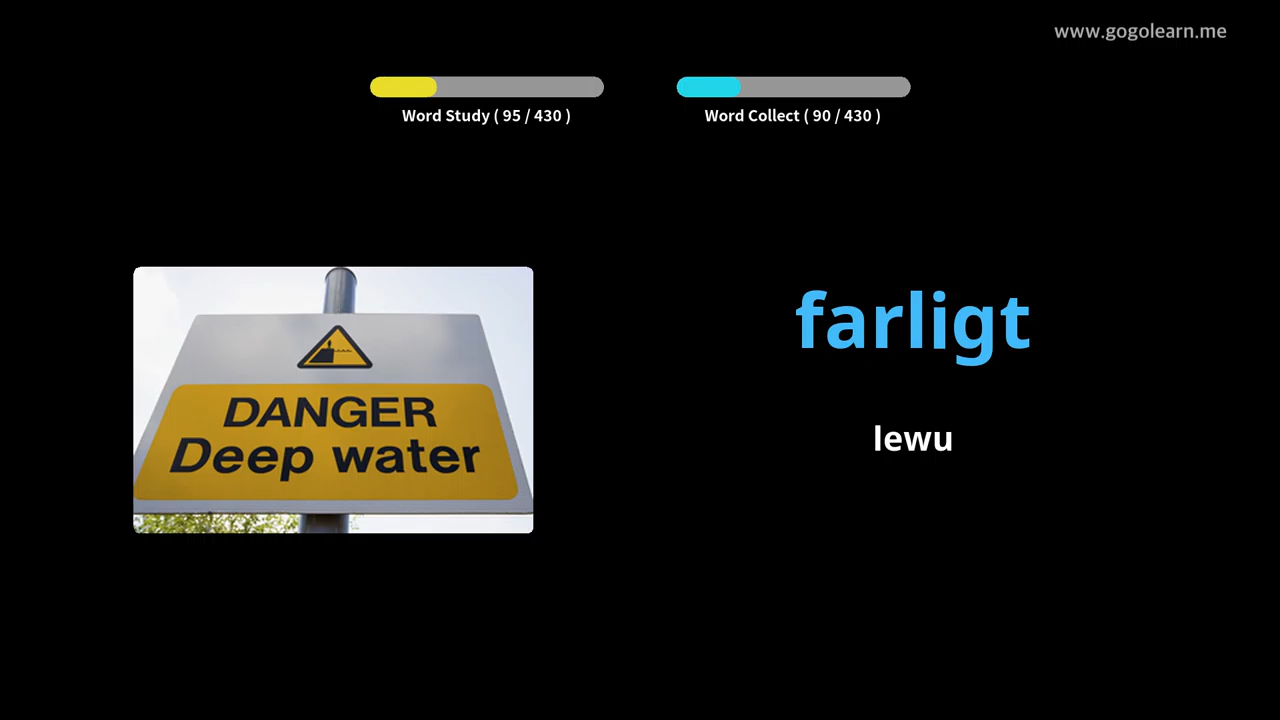 www.gogolearn.me
Word Study ( 95 / 430 )
Word Collect ( 90 / 430 )
DANGER
Deep water
farligt
lewu